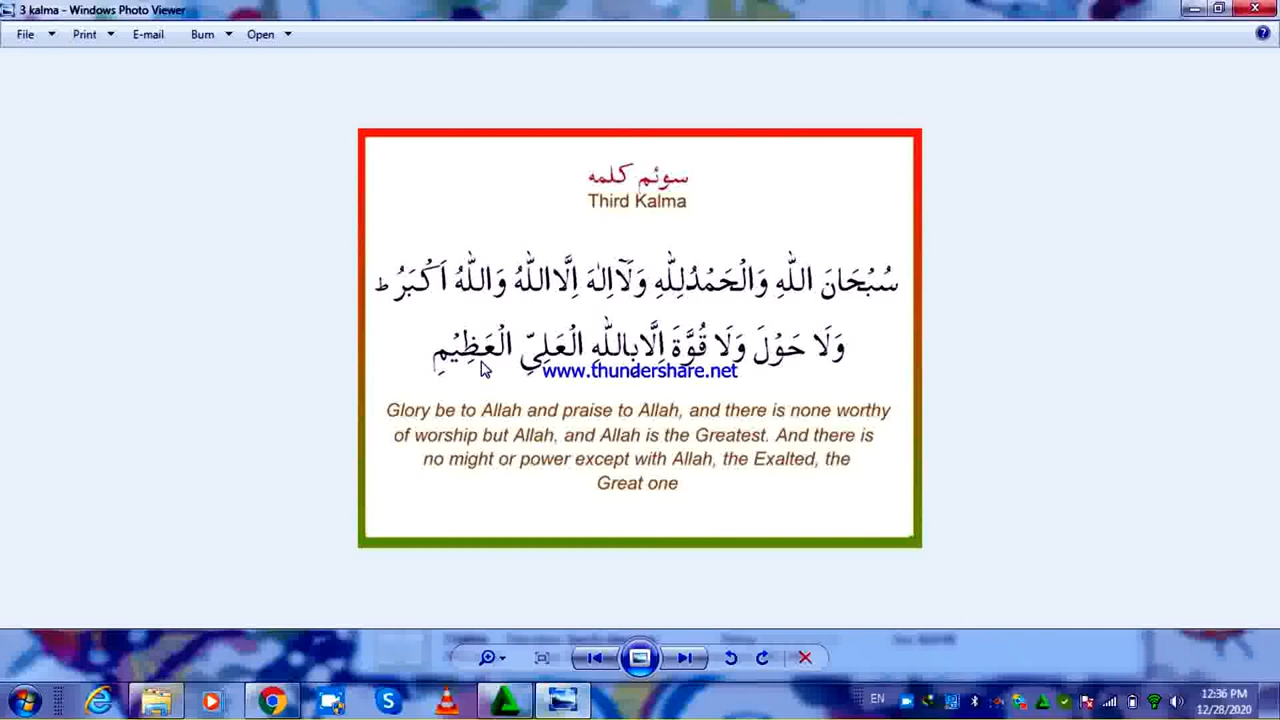 3 kalma - Windows Photo Viewer
File Print E-mail Burn Open
سوئم کلمه
Third Kalma
سُبْحَانَ اللّٰهِ وَالْحَمْدُلِلّٰهِ وَلَآاِلٰهَ اِلَّااللّٰهُ وَاللّٰهُ اَکْبَرُ ط
وَلَا حَوْلَ وَلَا قُوَّةَ اِلَّابِاللّٰهِ الْعَلِیِّ الْعَظِیْمِ
www.thundershare.net
Glory be to Allah and praise to Allah, and there is none worthy
of worship but Allah, and Allah is the Greatest. And there is
no might or power except with Allah, the Exalted, the
Great one
EN
12:36 PM
12/28/2020